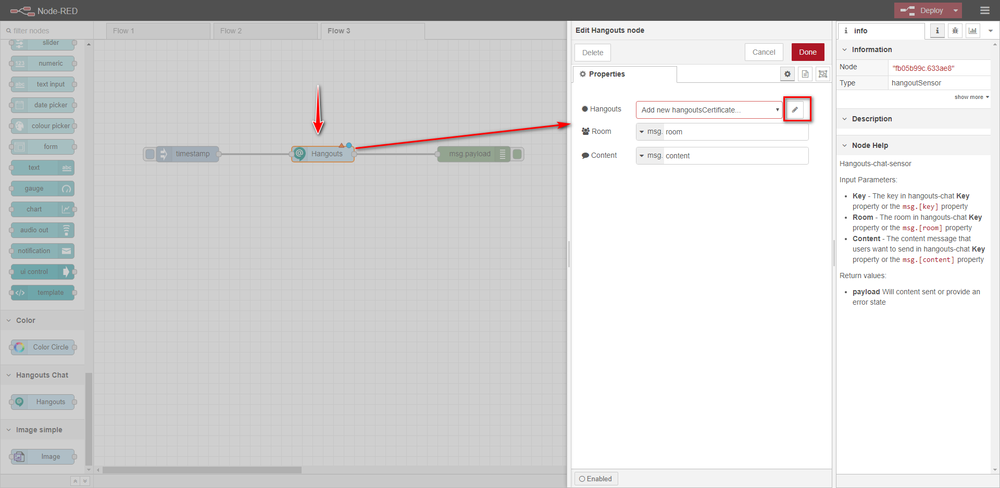 Node-RED
Deploy
filter nodes
slider
numeric
text input
date picker
colour picker
form
text
gauge
chart
audio out
notification
ui control
template
Color
Color Circle
Hangouts Chat
Hangouts
Image simple
Image
Flow 1
Flow 2
Flow 3
timestamp
Hangouts
msg.payload
Edit Hangouts node
Delete
Cancel
Done
Properties
Hangouts
Add new hangoutsCertificate...
Room
msg. room
Content
msg. content
Enabled
info
Information
Node "fb05b99c.633ae8"
Type hangoutSensor
show more
Description
Node Help
Hangouts-chat-sensor
Input Parameters:
• Key - The key in hangouts-chat Key
property or the msg.[key] property
• Room - The room in hangouts-chat Key
property or the msg.[room] property
• Content - The content message that
users want to send in hangouts-chat Key
property or the msg.[content] property
Return values:
• payload Will content sent or provide an
error state